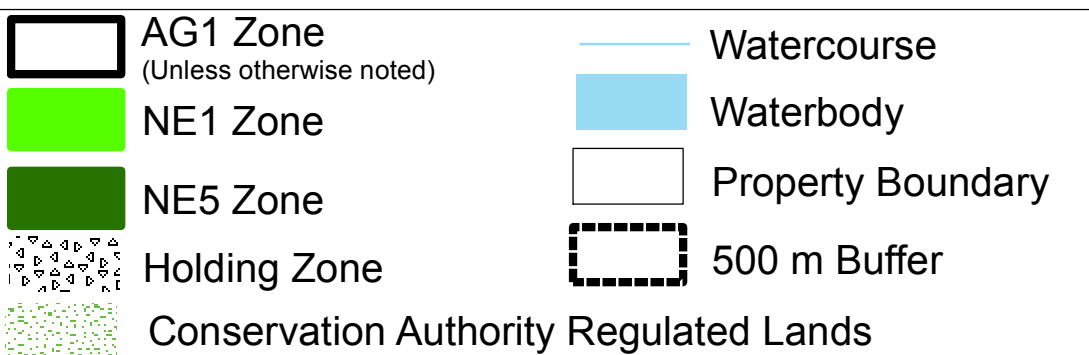 AG1 Zone
(Unless otherwise noted)
NE1 Zone
NE5 Zone
Holding Zone
Conservation Authority Regulated Lands
Watercourse
Waterbody
Property Boundary
500 m Buffer